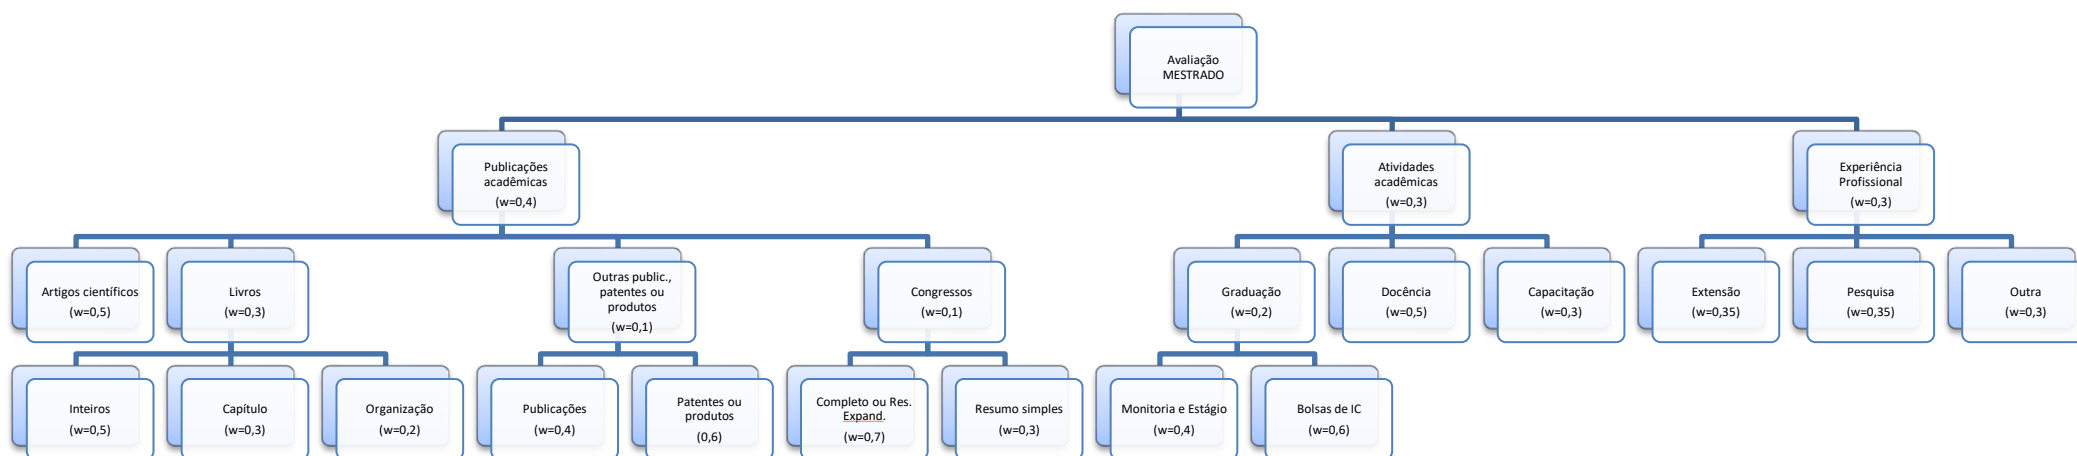 Avaliação
MESTRADO
Publicações
acadêmicas
(w=0,4)
Atividades
acadêmicas
(w=0,3)
Experiência
Profissional
(w=0,3)
Artigos científicos
(w=0,5)
Livros
(w=0,3)
Outras public.,
patentes ou
produtos
(w=0,1)
Congressos
(w=0,1)
Graduação
(w=0,2)
Docência
(w=0,5)
Capacitação
(w=0,3)
Extensão
(w=0,35)
Pesquisa
(w=0,35)
Outra
(w=0,3)
Inteiros
(w=0,5)
Capítulo
(w=0,3)
Organização
(w=0,2)
Publicações
(w=0,4)
Patentes ou
produtos
(0,6)
Completo ou Res.
Expand.
(w=0,7)
Resumo simples
(w=0,3)
Monitoria e Estágio
(w=0,4)
Bolsas de IC
(w=0,6)